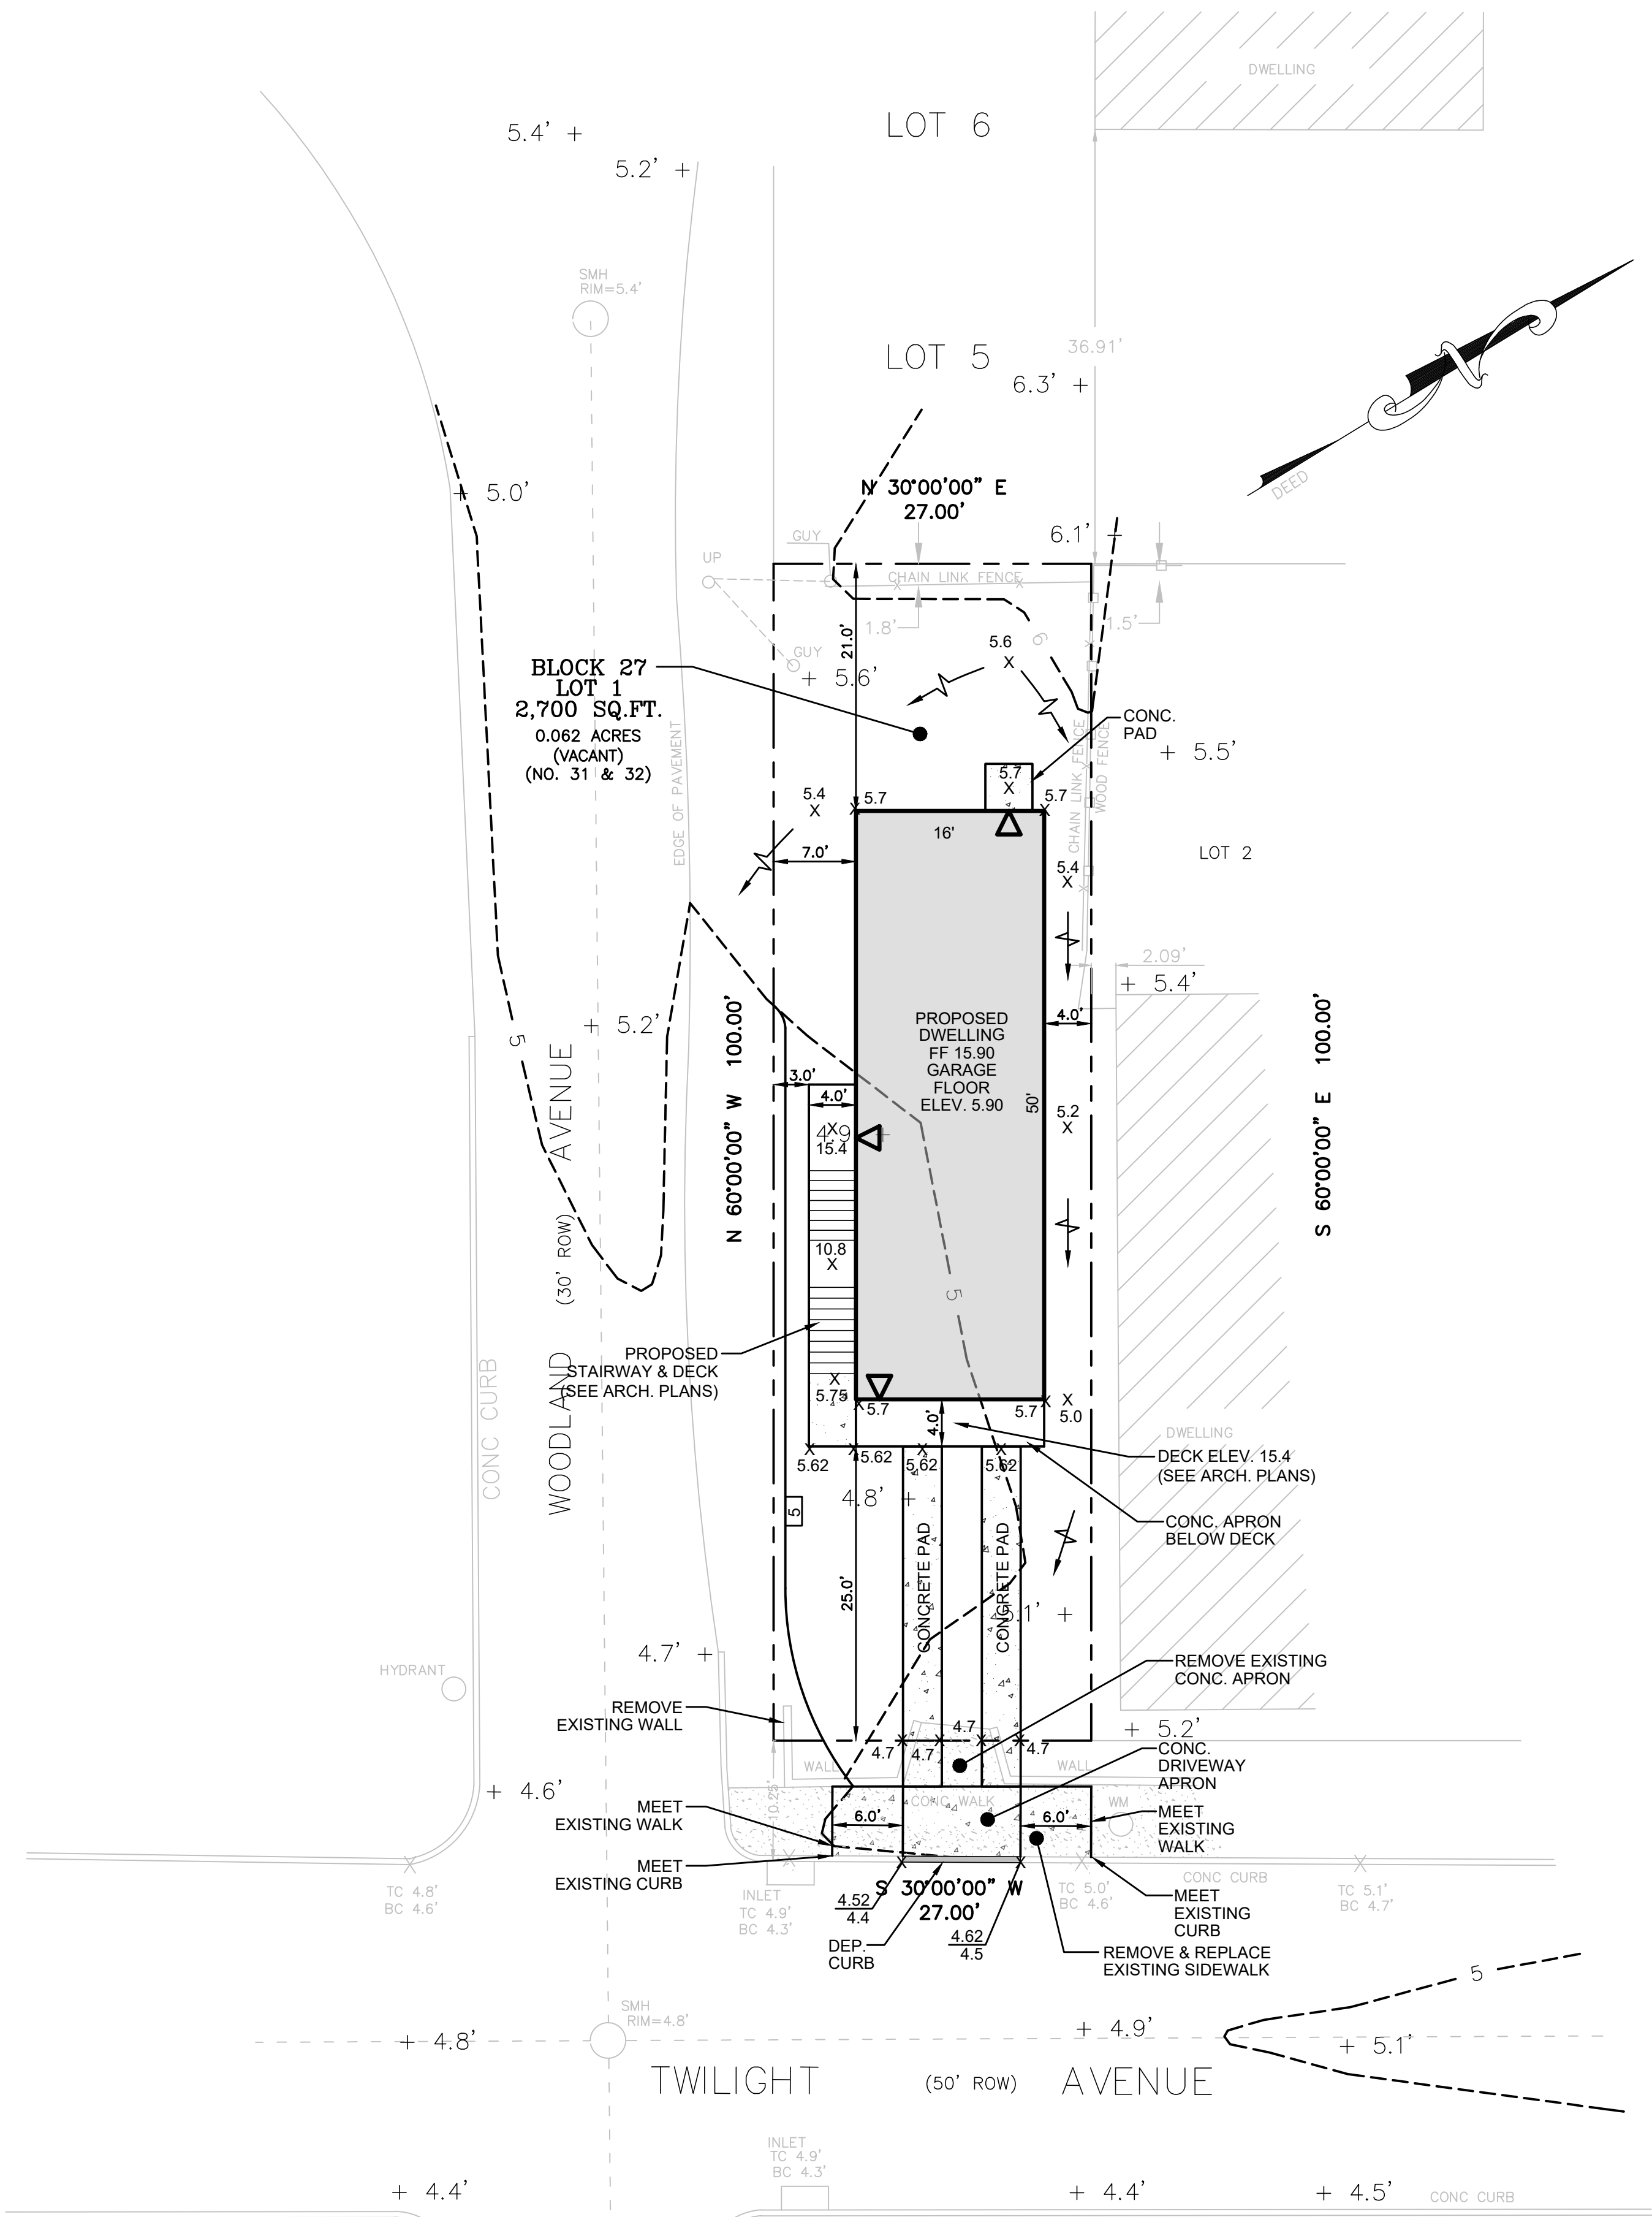 DWELLING
5.4' +
LOT 6
5.2' +
SMH
RIM=5.4'
LOT 5
36.91'
6.3' +
DEED
N 30°00'00" E
27.00'
+ 5.0'
6.1' +
GUY
UP
CHAIN LINK FENCE
1.8'
1.5'
21.0'
6
5.6
X
GUY
+ 5.6'
BLOCK 27
LOT 1
2,700 SQ.FT.
0.062 ACRES
(VACANT)
(NO. 31 & 32)
CONC.
PAD
EDGE OF PAVEMENT
CHAIN LINK FENCE
WOOD FENCE
+ 5.5'
5.7
X
5.4
X
5.7
5.7
16'
7.0'
LOT 2
5.4
X
2.09'
+ 5.4'
5
+ 5.2'
N 60°00'00" W 100.00'
S 60°00'00" E 100.00'
PROPOSED
DWELLING
FF 15.90
GARAGE
FLOOR
ELEV. 5.90
4.0'
50'
3.0'
4.0'
X
4.9 +
15.4
5.2
X
WOODLAND (30' ROW) AVENUE
10.8
X
5
PROPOSED
STAIRWAY & DECK
(SEE ARCH. PLANS)
CONC CURB
X
5.75
5.7
5.7
X
5.0
4.0'
DWELLING
5.62
5.62
5.62
5.62
DECK ELEV. 15.4
(SEE ARCH. PLANS)
4.8' +
5
CONC. APRON
BELOW DECK
CONCRETE PAD
CONCRETE PAD
25.0'
5.1' +
4.7' +
HYDRANT
REMOVE EXISTING
CONC. APRON
REMOVE
EXISTING WALL
+ 5.2'
4.7
4.7
4.7
4.7
CONC.
DRIVEWAY
APRON
WALL
WALL
10.25'
+ 4.6'
CONC WALK
WM
MEET
EXISTING WALK
6.0'
6.0'
MEET
EXISTING
WALK
MEET
EXISTING CURB
CONC CURB
TC 4.8'
BC 4.6'
INLET
TC 4.9'
BC 4.3'
S 30°00'00" W
27.00'
4.52
4.4
4.62
4.5
TC 5.0'
BC 4.6'
TC 5.1'
BC 4.7'
MEET
EXISTING
CURB
DEP.
CURB
REMOVE & REPLACE
EXISTING SIDEWALK
5
SMH
RIM=4.8'
+ 4.8'
+ 4.9'
+ 5.1'
TWILIGHT (50' ROW) AVENUE
INLET
TC 4.9'
BC 4.3'
+ 4.4'
+ 4.4'
+ 4.5'
CONC CURB